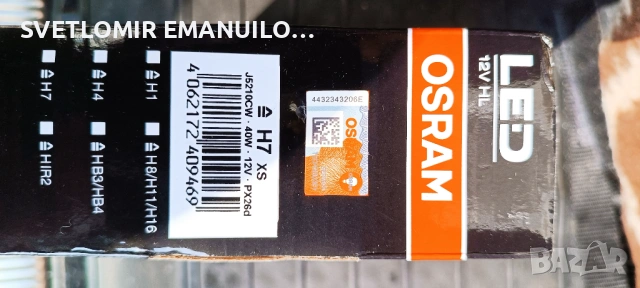 SVETLOMIR EMANUILO...
LED
12V HL
OSRAM
4432343206E
OSRAM
≙ H7 XS
J5210CW · 40W · 12V · PX26d
4 062172 409469
≙ H1
≙ H4
≙ H7
≙ H8/H11/H16
≙ HB3/HB4
≙ HIR2
bazar